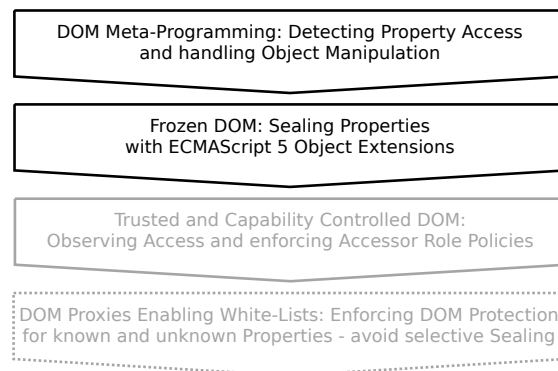 DOM Meta-Programming: Detecting Property Access
and handling Object Manipulation
Frozen DOM: Sealing Properties
with ECMAScript 5 Object Extensions
Trusted and Capability Controlled DOM:
Observing Access and enforcing Accessor Role Policies
DOM Proxies Enabling White-Lists: Enforcing DOM Protection
for known and unknown Properties - avoid selective Sealing